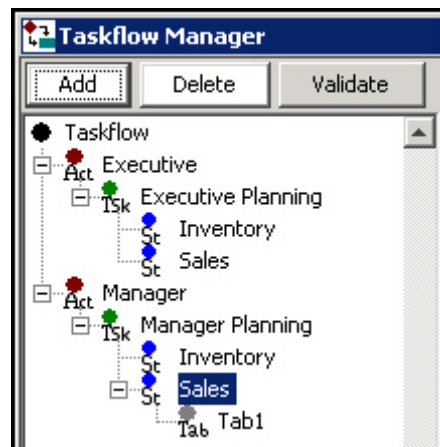 Taskflow Manager
Add Delete Validate
Taskflow
Act Executive
TSk Executive Planning
St Inventory
St Sales
Act Manager
TSk Manager Planning
St Inventory
St Sales
Tab Tab1